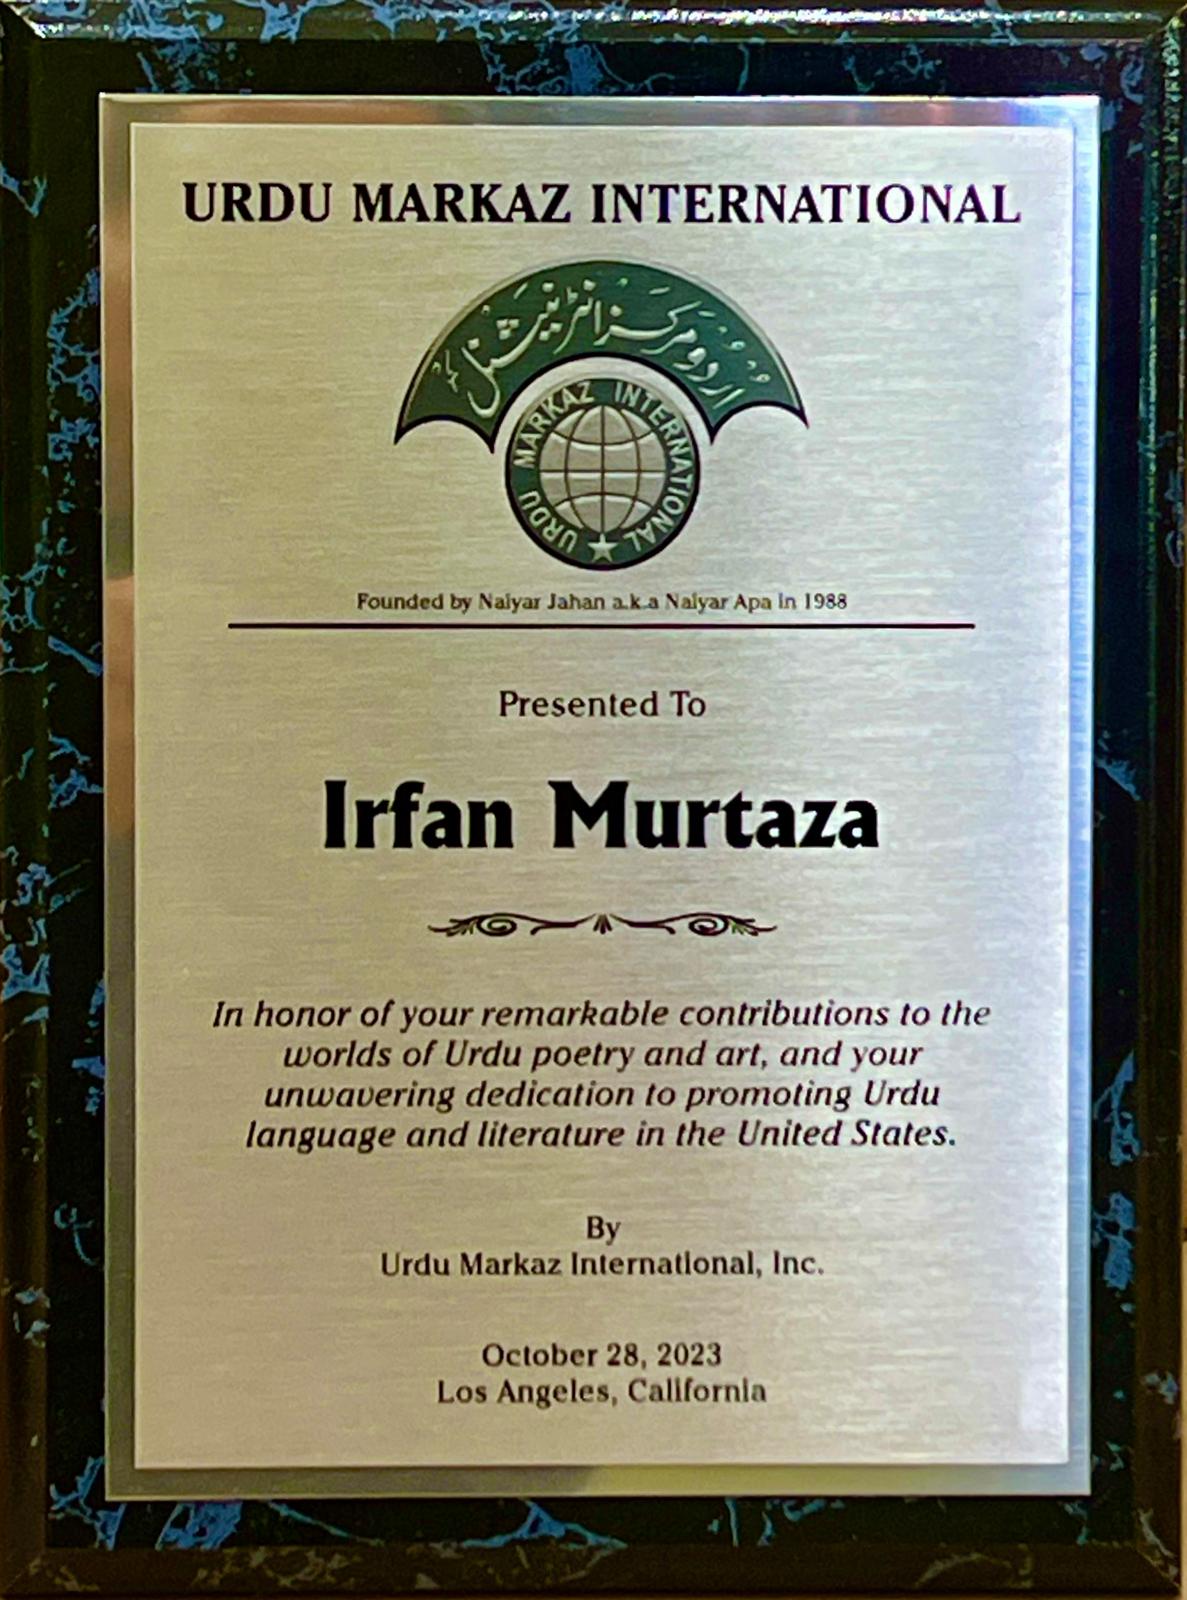 URDU MARKAZ INTERNATIONAL
اردو مرکز انٹرنیشنل
URDU MARKAZ INTERNATIONAL
Founded by Naiyar Jahan a.k.a Naiyar Apa in 1988
Presented To
Irfan Murtaza
In honor of your remarkable contributions to the
worlds of Urdu poetry and art, and your
unwavering dedication to promoting Urdu
language and literature in the United States.
By
Urdu Markaz International, Inc.
October 28, 2023
Los Angeles, California